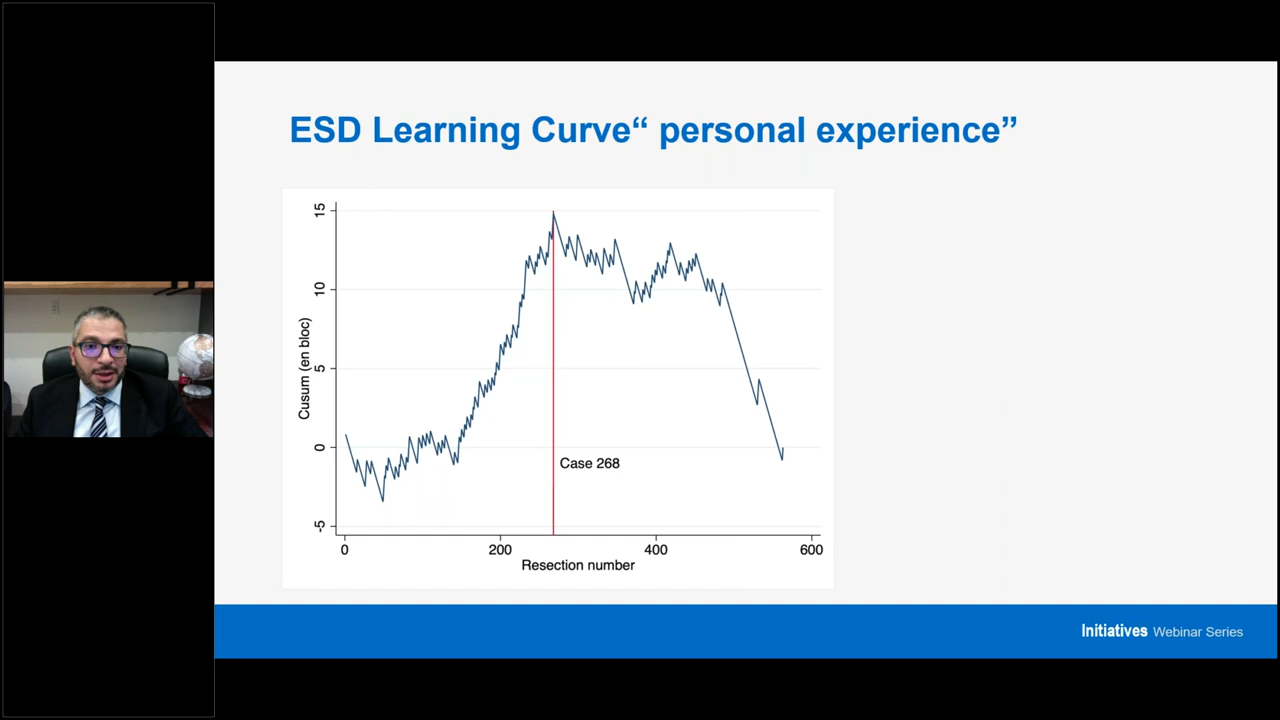 ESD Learning Curve“ personal experience”
15
10
5
0
-5
Cusum (en bloc)
Case 268
0 200 400 600
Resection number
Initiatives Webinar Series